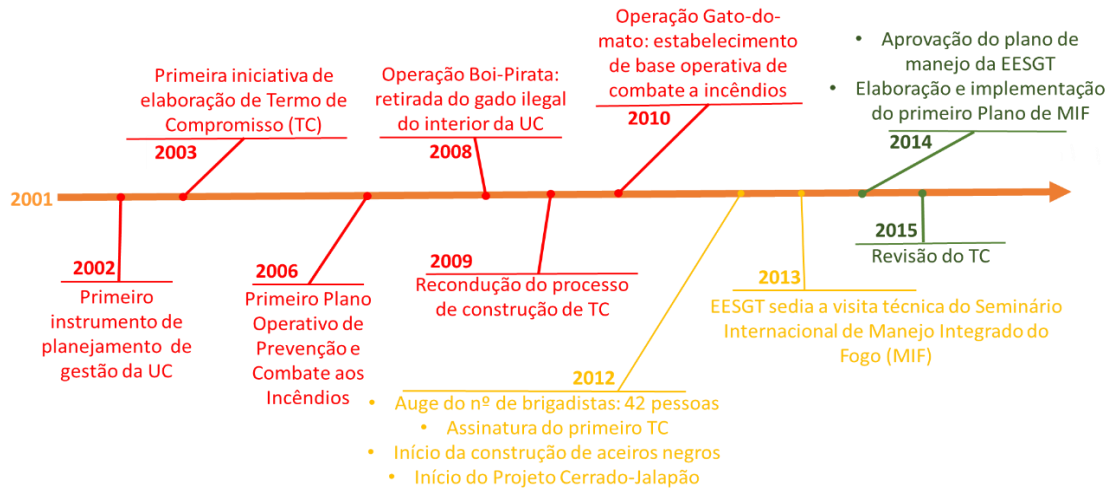 2001
2002
Primeiro
instrumento de
planejamento de
gestão da UC
Primeira iniciativa de
elaboração de Termo de
Compromisso (TC)
2003
2006
Primeiro Plano
Operativo de
Prevenção e
Combate aos
Incêndios
Operação Boi-Pirata:
retirada do gado ilegal
do interior da UC
2008
2009
Recondução do processo
de construção de TC
Operação Gato-do-
mato: estabelecimento
de base operativa de
combate a incêndios
2010
2012
• Auge do nº de brigadistas: 42 pessoas
• Assinatura do primeiro TC
• Início da construção de aceiros negros
• Início do Projeto Cerrado-Jalapão
2013
EESGT sedia a visita técnica do Seminário
Internacional de Manejo Integrado do
Fogo (MIF)
• Aprovação do plano de
manejo da EESGT
• Elaboração e implementação
do primeiro Plano de MIF
2014
2015
Revisão do TC